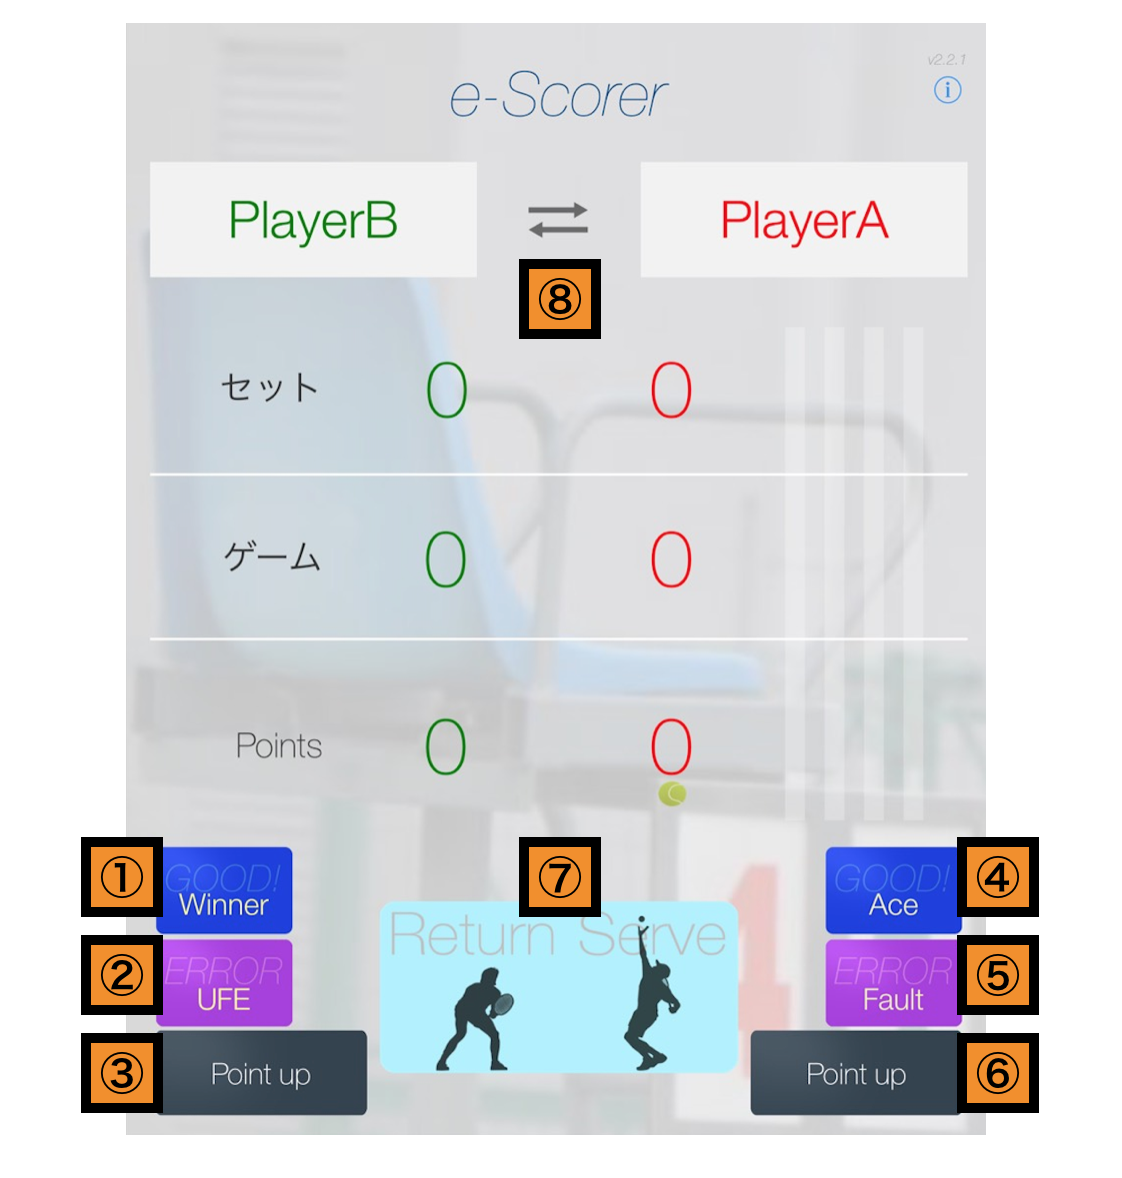 v2.2.1
e-Scorer
i
PlayerB
PlayerA
⑧
セット 0 0
ゲーム 0 0
Points 0 0
① GOOD!
Winner
⑦
GOOD! ④
Ace
Return Serve
② ERROR
UFE
ERROR ⑤
Fault
③ Point up
Point up ⑥
4